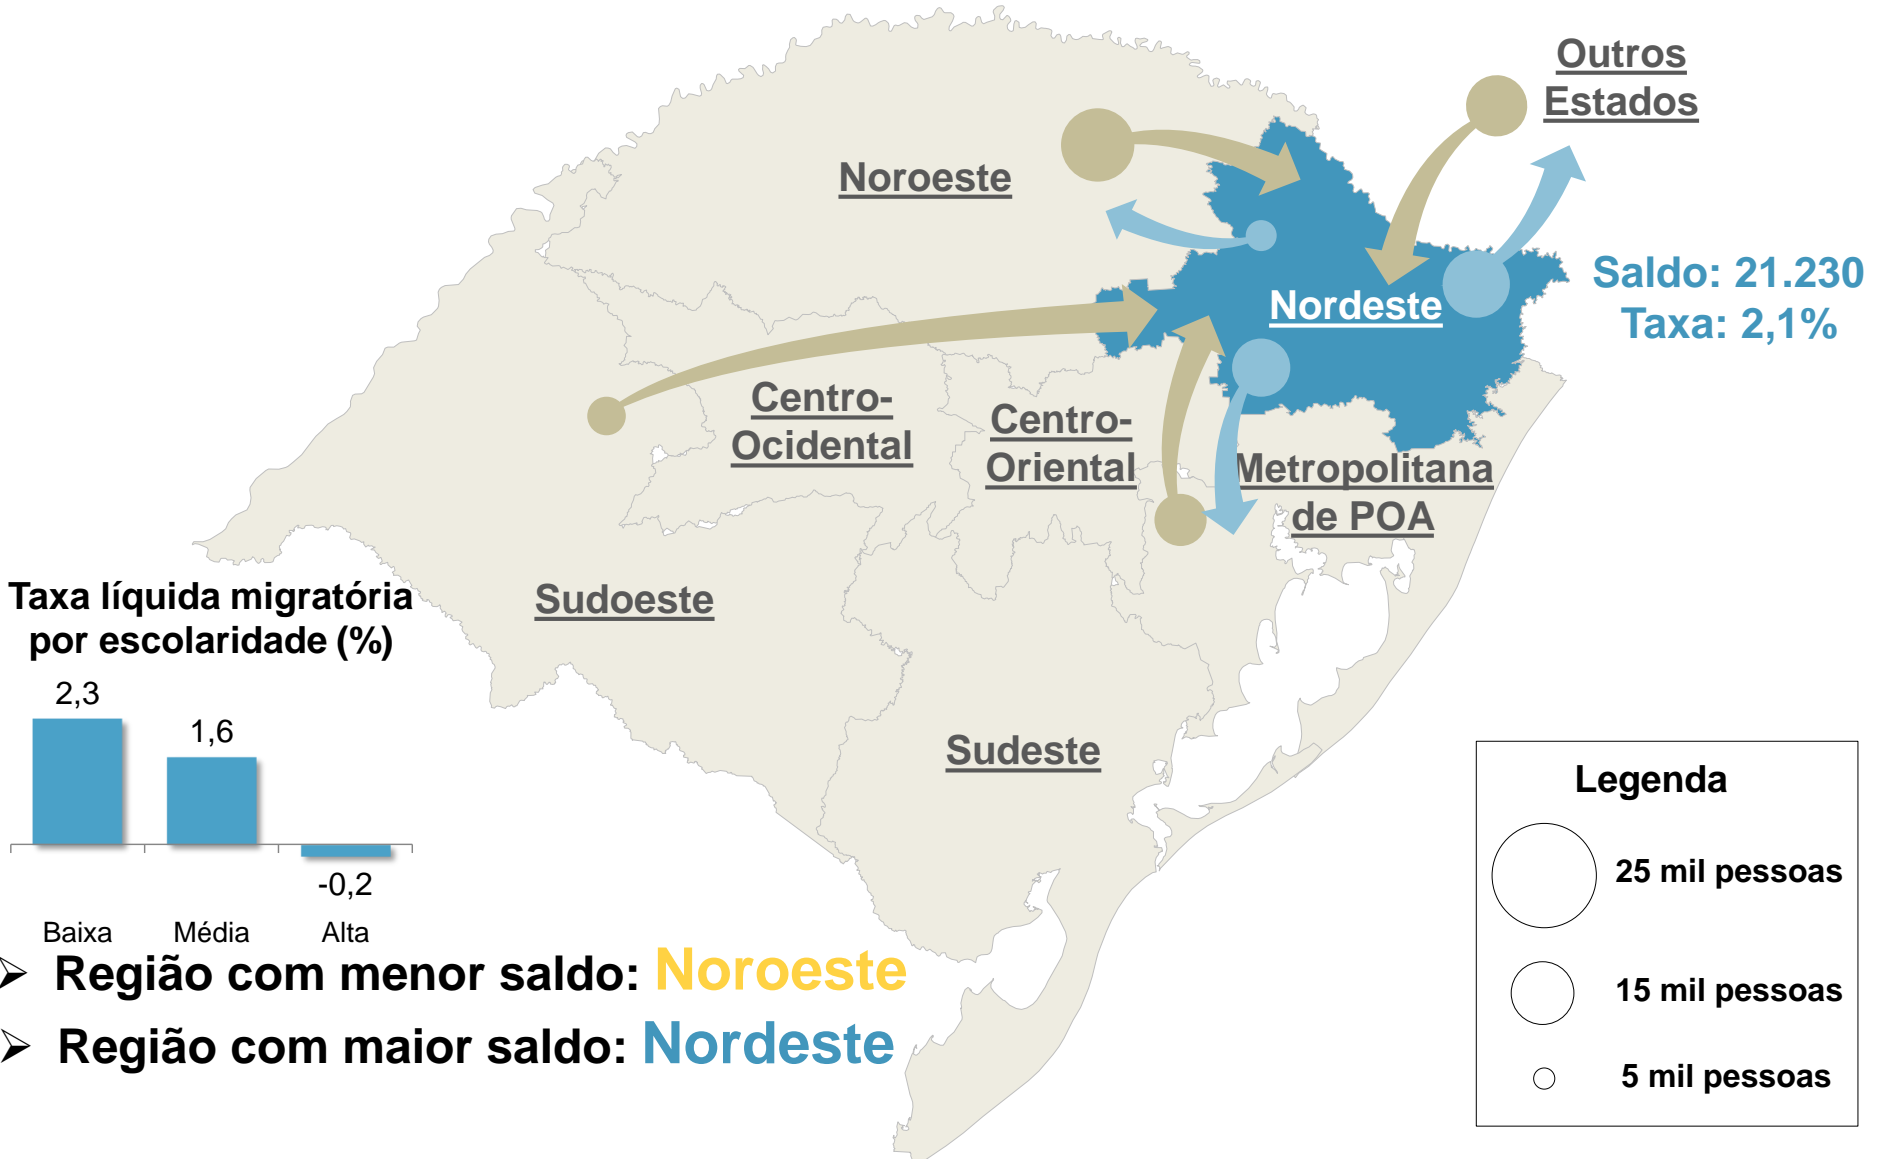 Outros
Estados
Noroeste
Saldo: 21.230
Taxa: 2,1%
Nordeste
Centro-
Ocidental
Centro-
Oriental
Metropolitana
de POA
Sudoeste
Sudeste
Taxa líquida migratória
por escolaridade (%)
2,3
1,6
-0,2
Baixa
Média
Alta
➢ Região com menor saldo: Noroeste
➢ Região com maior saldo: Nordeste
Legenda
25 mil pessoas
15 mil pessoas
5 mil pessoas